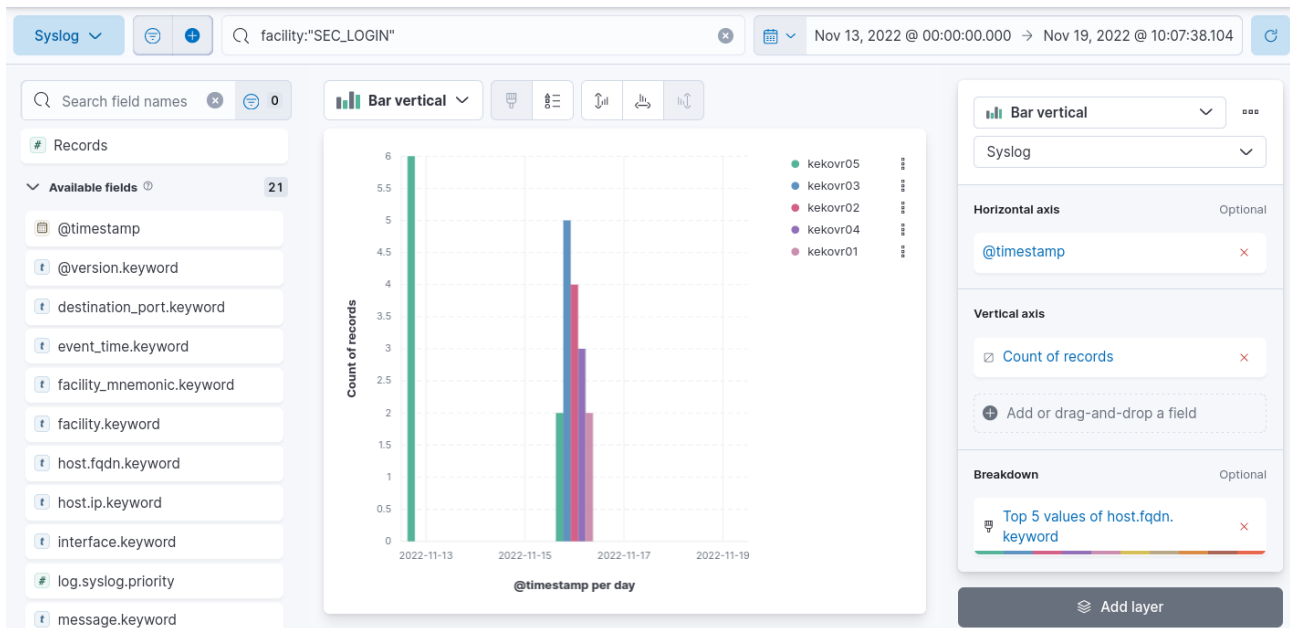 Syslog
facility:"SEC_LOGIN"
Nov 13, 2022 @ 00:00:00.000 → Nov 19, 2022 @ 10:07:38.104
Search field names
0
# Records
Available fields
21
@timestamp
t @version.keyword
t destination_port.keyword
t event_time.keyword
t facility_mnemonic.keyword
t facility.keyword
t host.fqdn.keyword
t host.ip.keyword
t interface.keyword
# log.syslog.priority
t message.keyword
Bar vertical
6
5.5
5
4.5
4
3.5
3
2.5
2
1.5
1
0.5
0
Count of records
2022-11-13
2022-11-15
2022-11-17
2022-11-19
@timestamp per day
kekovr05
kekovr03
kekovr02
kekovr04
kekovr01
Bar vertical
Syslog
Horizontal axis
Optional
@timestamp
Vertical axis
Count of records
Add or drag-and-drop a field
Breakdown
Optional
Top 5 values of host.fqdn.
keyword
Add layer